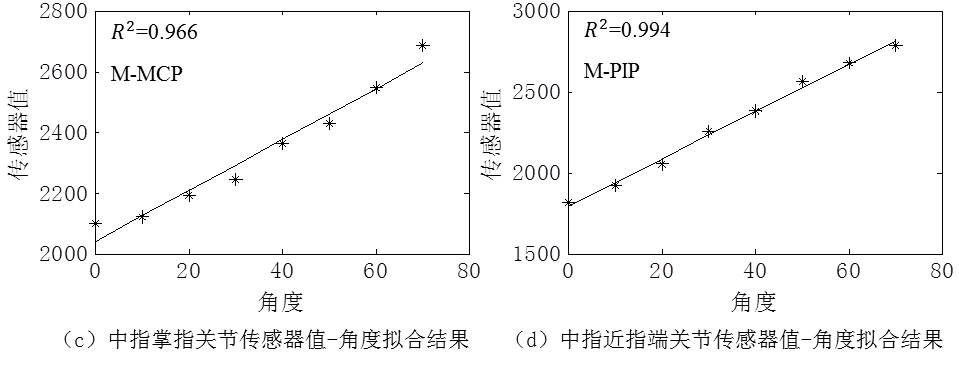 2800
2600
2400
2200
2000
R²=0.966
M-MCP
传感器值
0
20
40
60
80
角度
(c) 中指掌指关节传感器值-角度拟合结果
3000
2500
2000
1500
R²=0.994
M-PIP
传感器值
0
20
40
60
80
角度
(d) 中指近指端关节传感器值-角度拟合结果